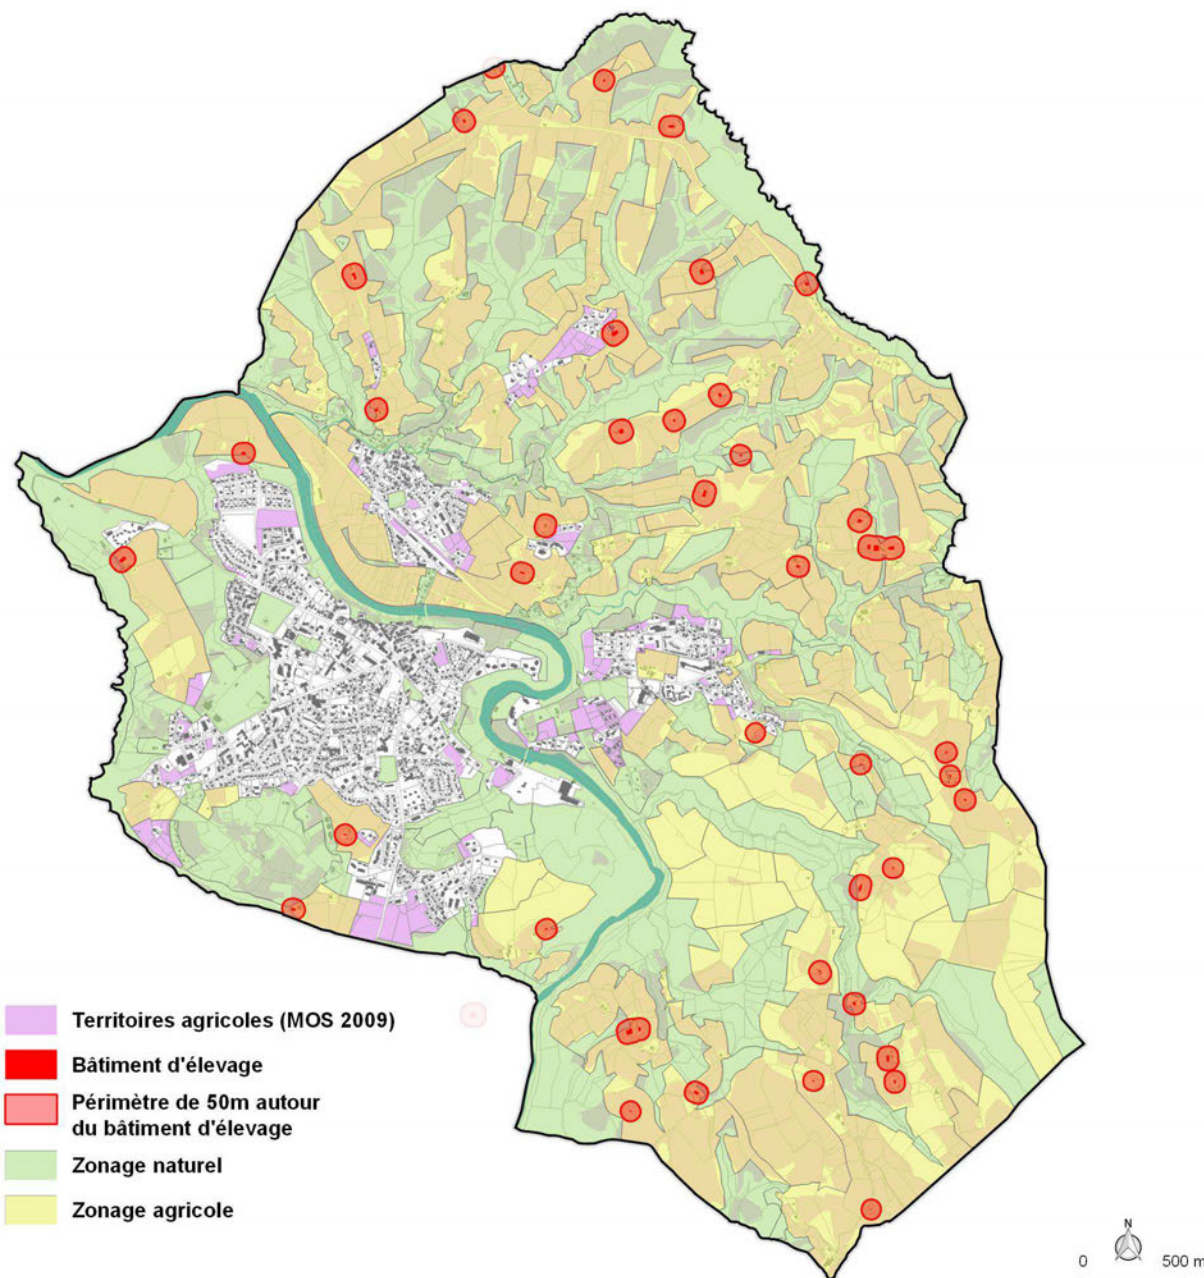 Territoires agricoles (MOS 2009)
Bâtiment d'élevage
Périmètre de 50m autour
du bâtiment d'élevage
Zonage naturel
Zonage agricole
N
0 500 m